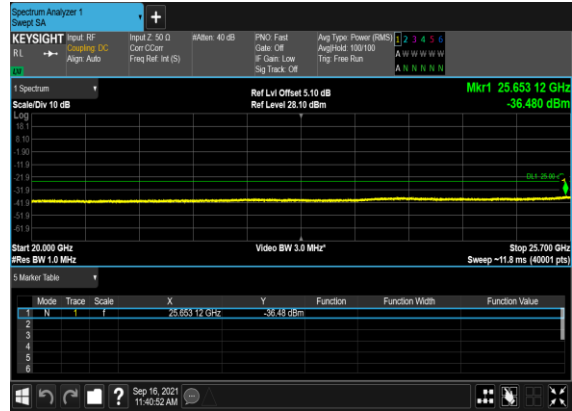 Spectrum Analyzer 1
Swept SA
+
KEYSIGHT Input: RF Input Z: 50 Ω #Atten: 40 dB PNO: Fast Avg Type: Power (RMS) 1 2 3 4 5 6
RL Coupling: DC Corr CCorr Gate: Off Avg|Hold: 100/100 A W W W W W
Align: Auto Freq Ref: Int (S) IF Gain: Low Trig: Free Run
Sig Track: Off A N N N N N
1 Spectrum Ref Lvl Offset 5.10 dB Mkr1 25.653 12 GHz
Scale/Div 10 dB Ref Level 28.10 dBm -36.480 dBm
Log
18.1
8.10
-1.90
-11.9
-21.9
DL1 -25.00
-31.9
-41.9
-51.9
-61.9
Start 20.000 GHz Video BW 3.0 MHz* Stop 25.700 GHz
#Res BW 1.0 MHz Sweep ~11.8 ms (40001 pts)
5 Marker Table
Mode Trace Scale X Y Function Function Width Function Value
1 N 1 f 25.653 12 GHz -36.48 dBm
2
3
4
5
6
? Sep 16, 2021
11:40:52 AM